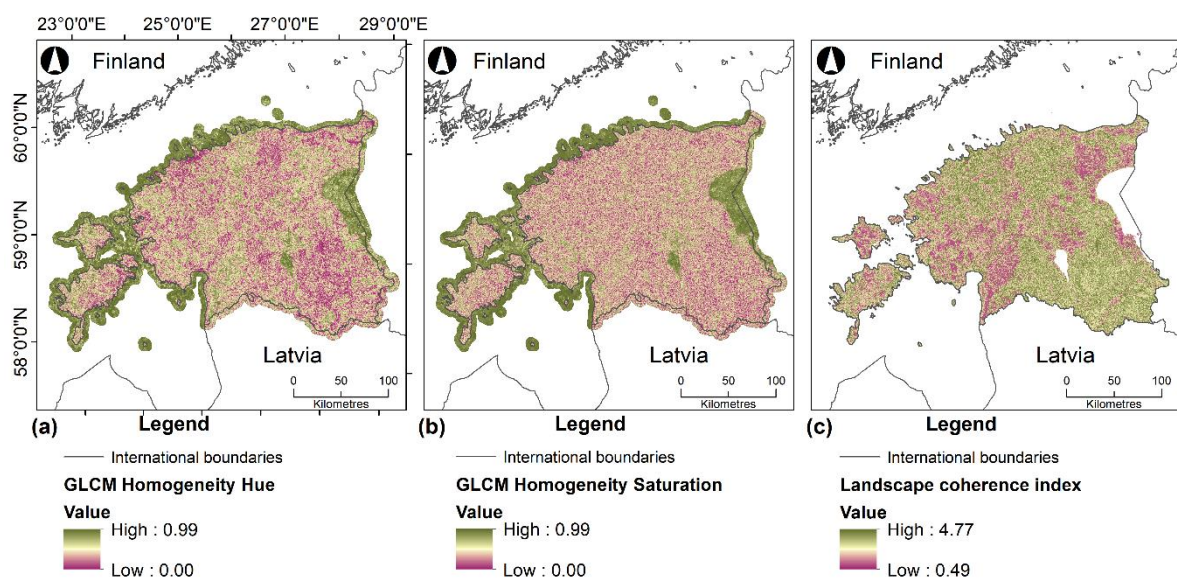 23°0'0"E 25°0'0"E 27°0'0"E 29°0'0"E
60°0'0"N
59°0'0"N
58°0'0"N
Finland
Latvia
0 50 100
Kilometres
Finland
Latvia
0 50 100
Kilometres
Finland
Latvia
0 50 100
Kilometres
(a) Legend
International boundaries
GLCM Homogeneity Hue
Value
High : 0.99
Low : 0.00
(b) Legend
International boundaries
GLCM Homogeneity Saturation
Value
High : 0.99
Low : 0.00
(c) Legend
International boundaries
Landscape coherence index
Value
High : 4.77
Low : 0.49